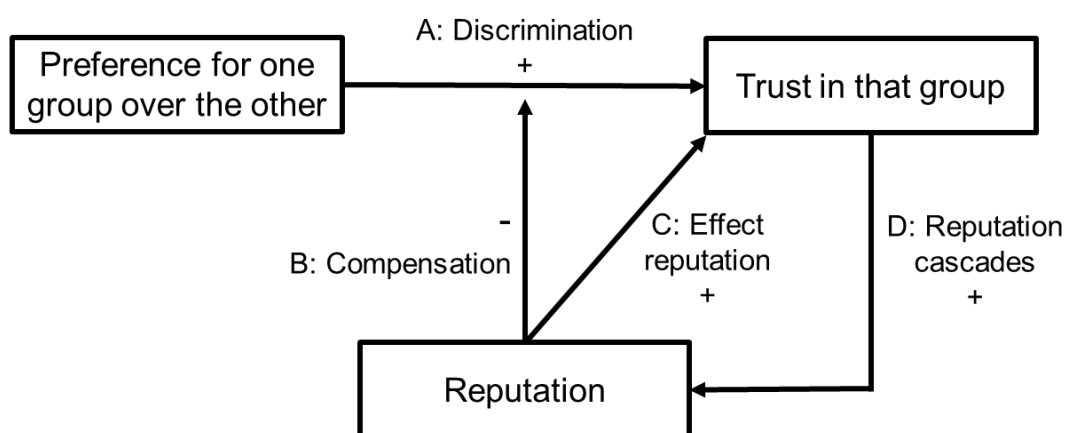 A: Discrimination
+
Preference for one
group over the other
Trust in that group
-
B: Compensation
C: Effect
reputation
+
D: Reputation
cascades
+
Reputation